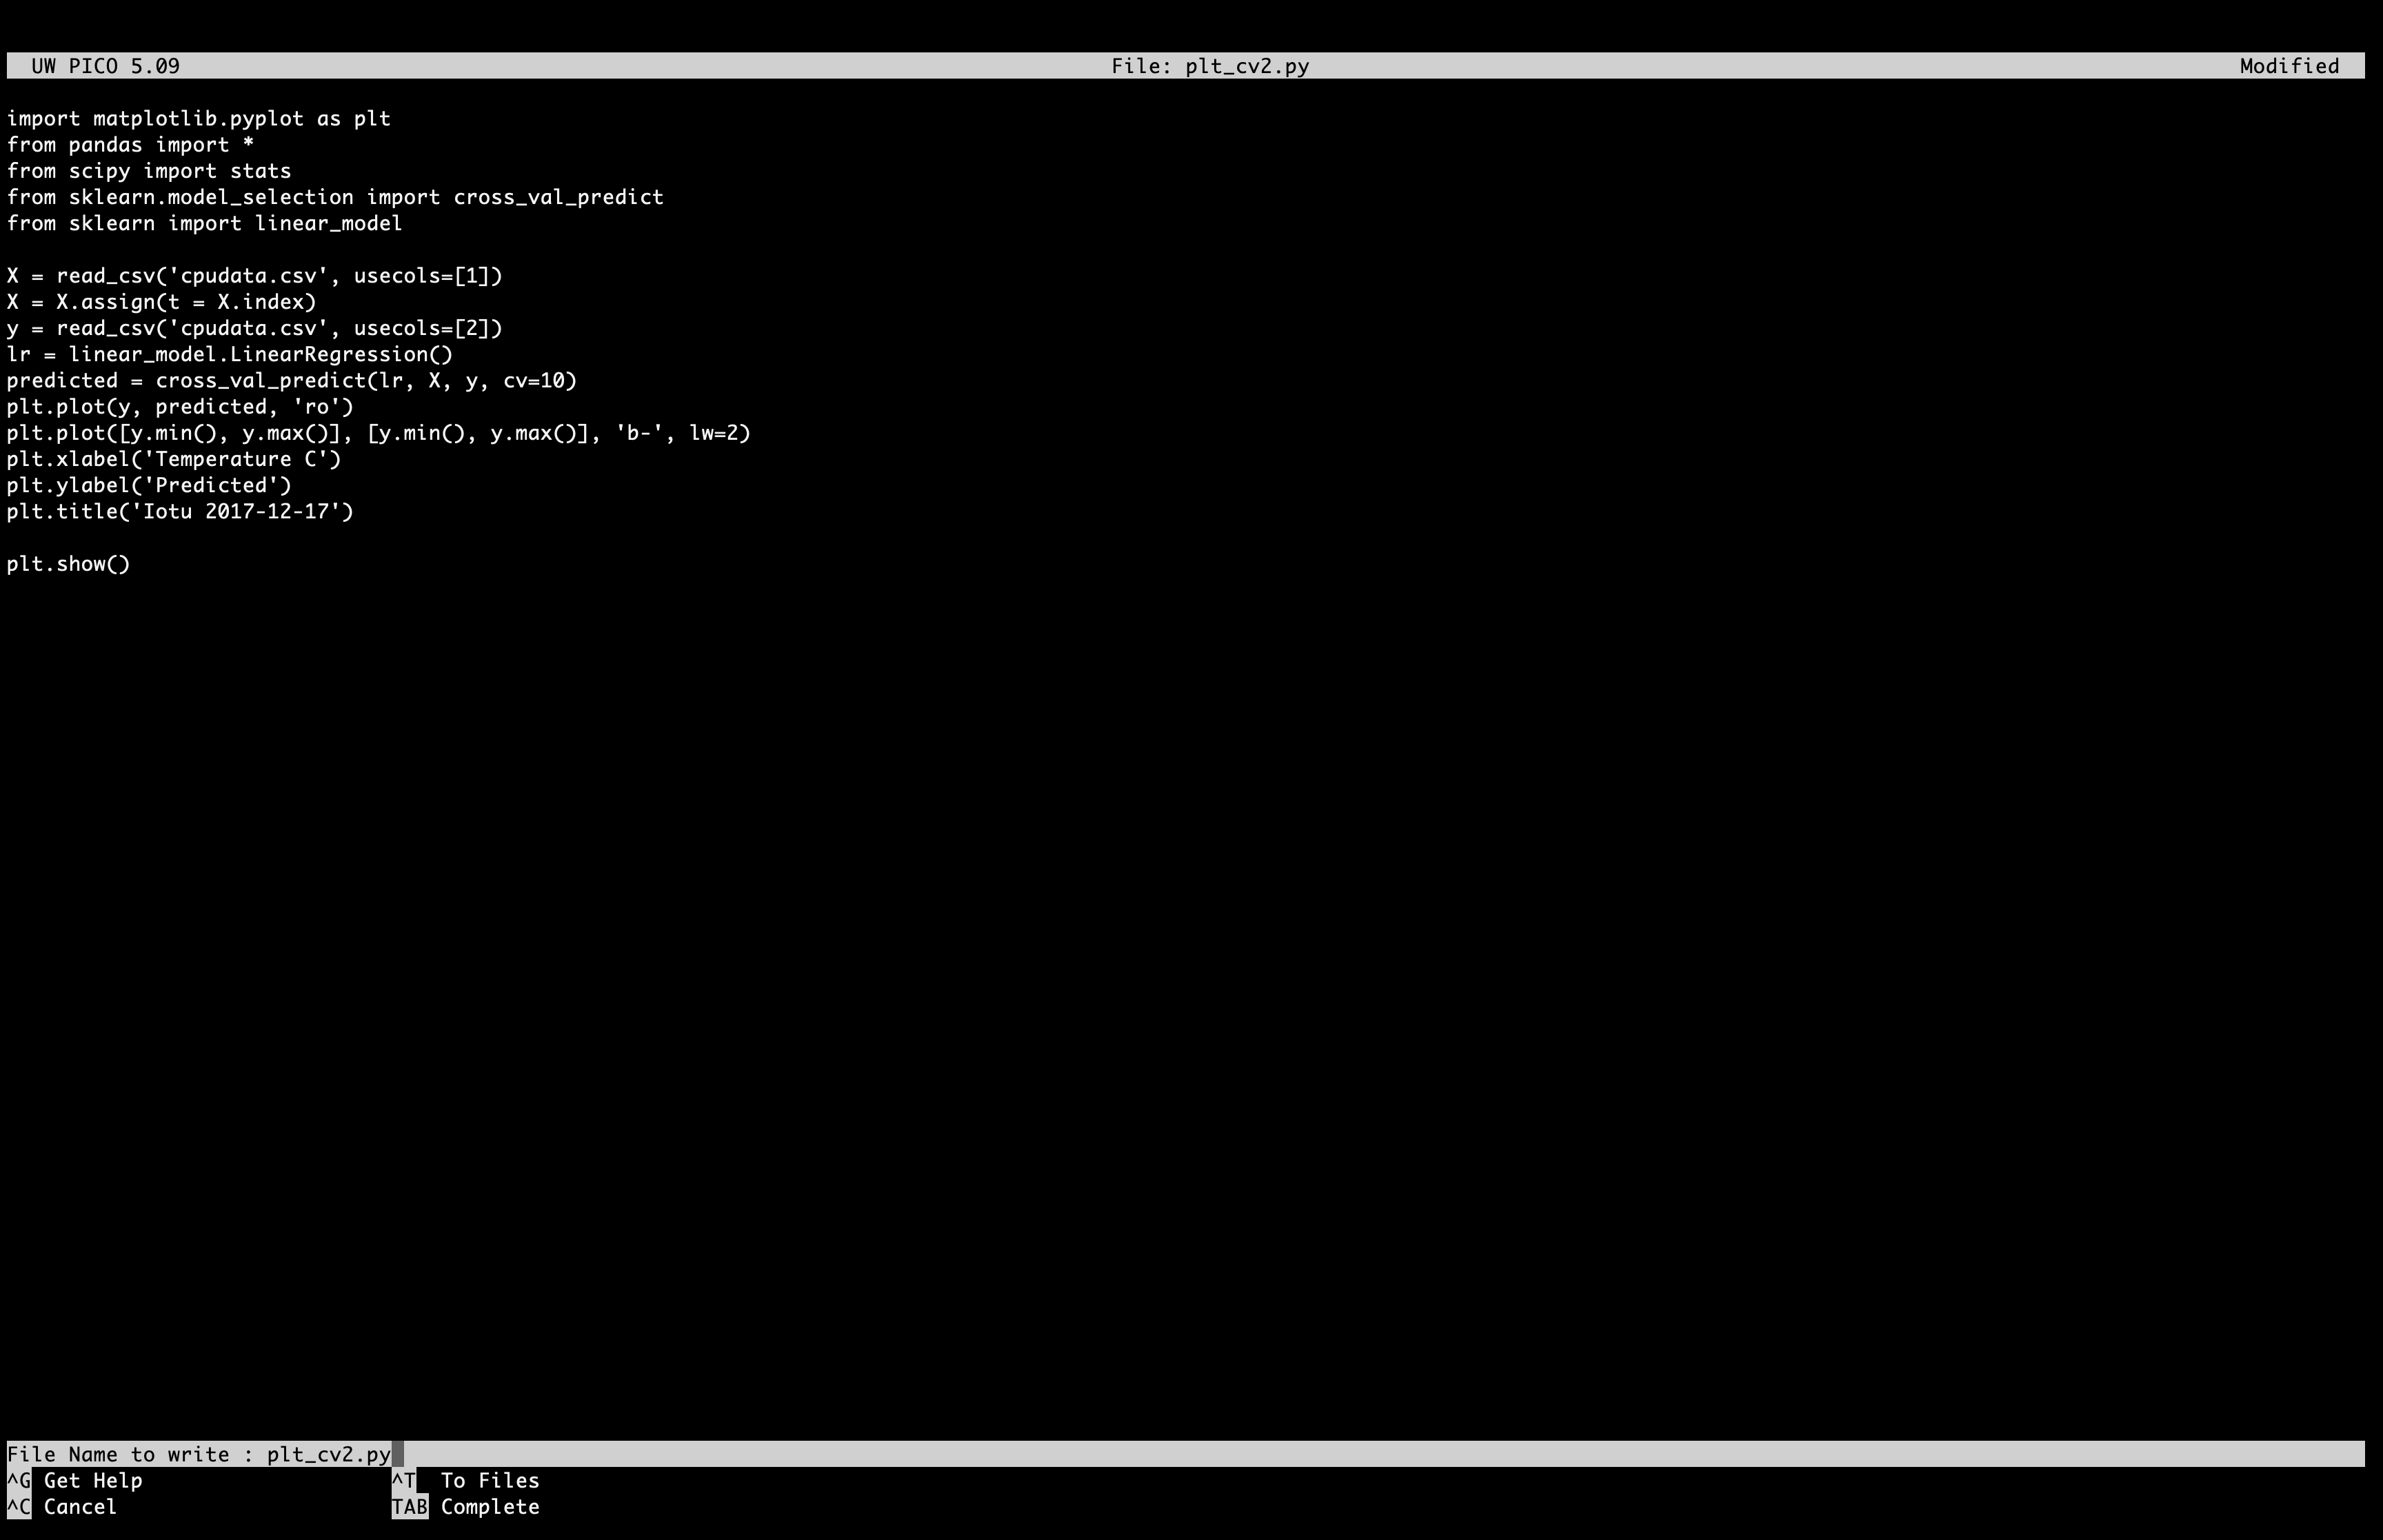 UW PICO 5.09 File: plt_cv2.py Modified
import matplotlib.pyplot as plt
from pandas import *
from scipy import stats
from sklearn.model_selection import cross_val_predict
from sklearn import linear_model
X = read_csv('cpudata.csv', usecols=[1])
X = X.assign(t = X.index)
y = read_csv('cpudata.csv', usecols=[2])
lr = linear_model.LinearRegression()
predicted = cross_val_predict(lr, X, y, cv=10)
plt.plot(y, predicted, 'ro')
plt.plot([y.min(), y.max()], [y.min(), y.max()], 'b-', lw=2)
plt.xlabel('Temperature C')
plt.ylabel('Predicted')
plt.title('Iotu 2017-12-17')
plt.show()
File Name to write : plt_cv2.py
^G Get Help ^T To Files
^C Cancel TAB Complete